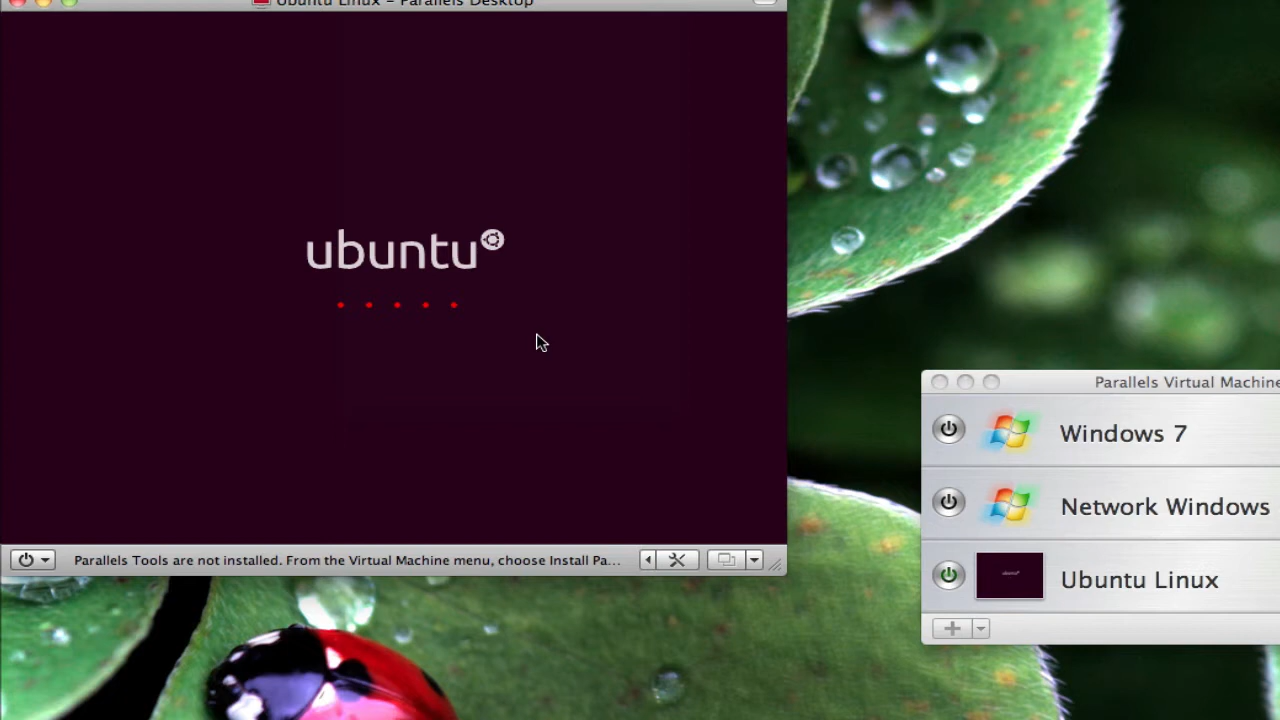 Ubuntu Linux - Parallels Desktop
ubuntu
Parallels Tools are not installed. From the Virtual Machine menu, choose Install Pa...
Parallels Virtual Machine
Windows 7
Network Windows
Ubuntu Linux